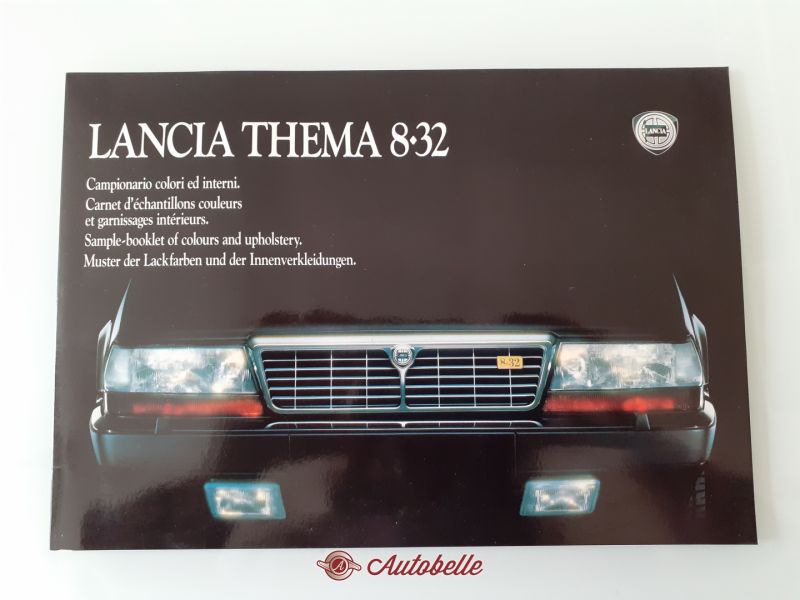 LANCIA THEMA 8·32
LANCIA
Campionario colori ed interni.
Carnet d'échantillons couleurs
et garnissages intérieurs.
Sample-booklet of colours and upholstery.
Muster der Lackfarben und der Innenverkleidungen.
8·32
A Autobelle